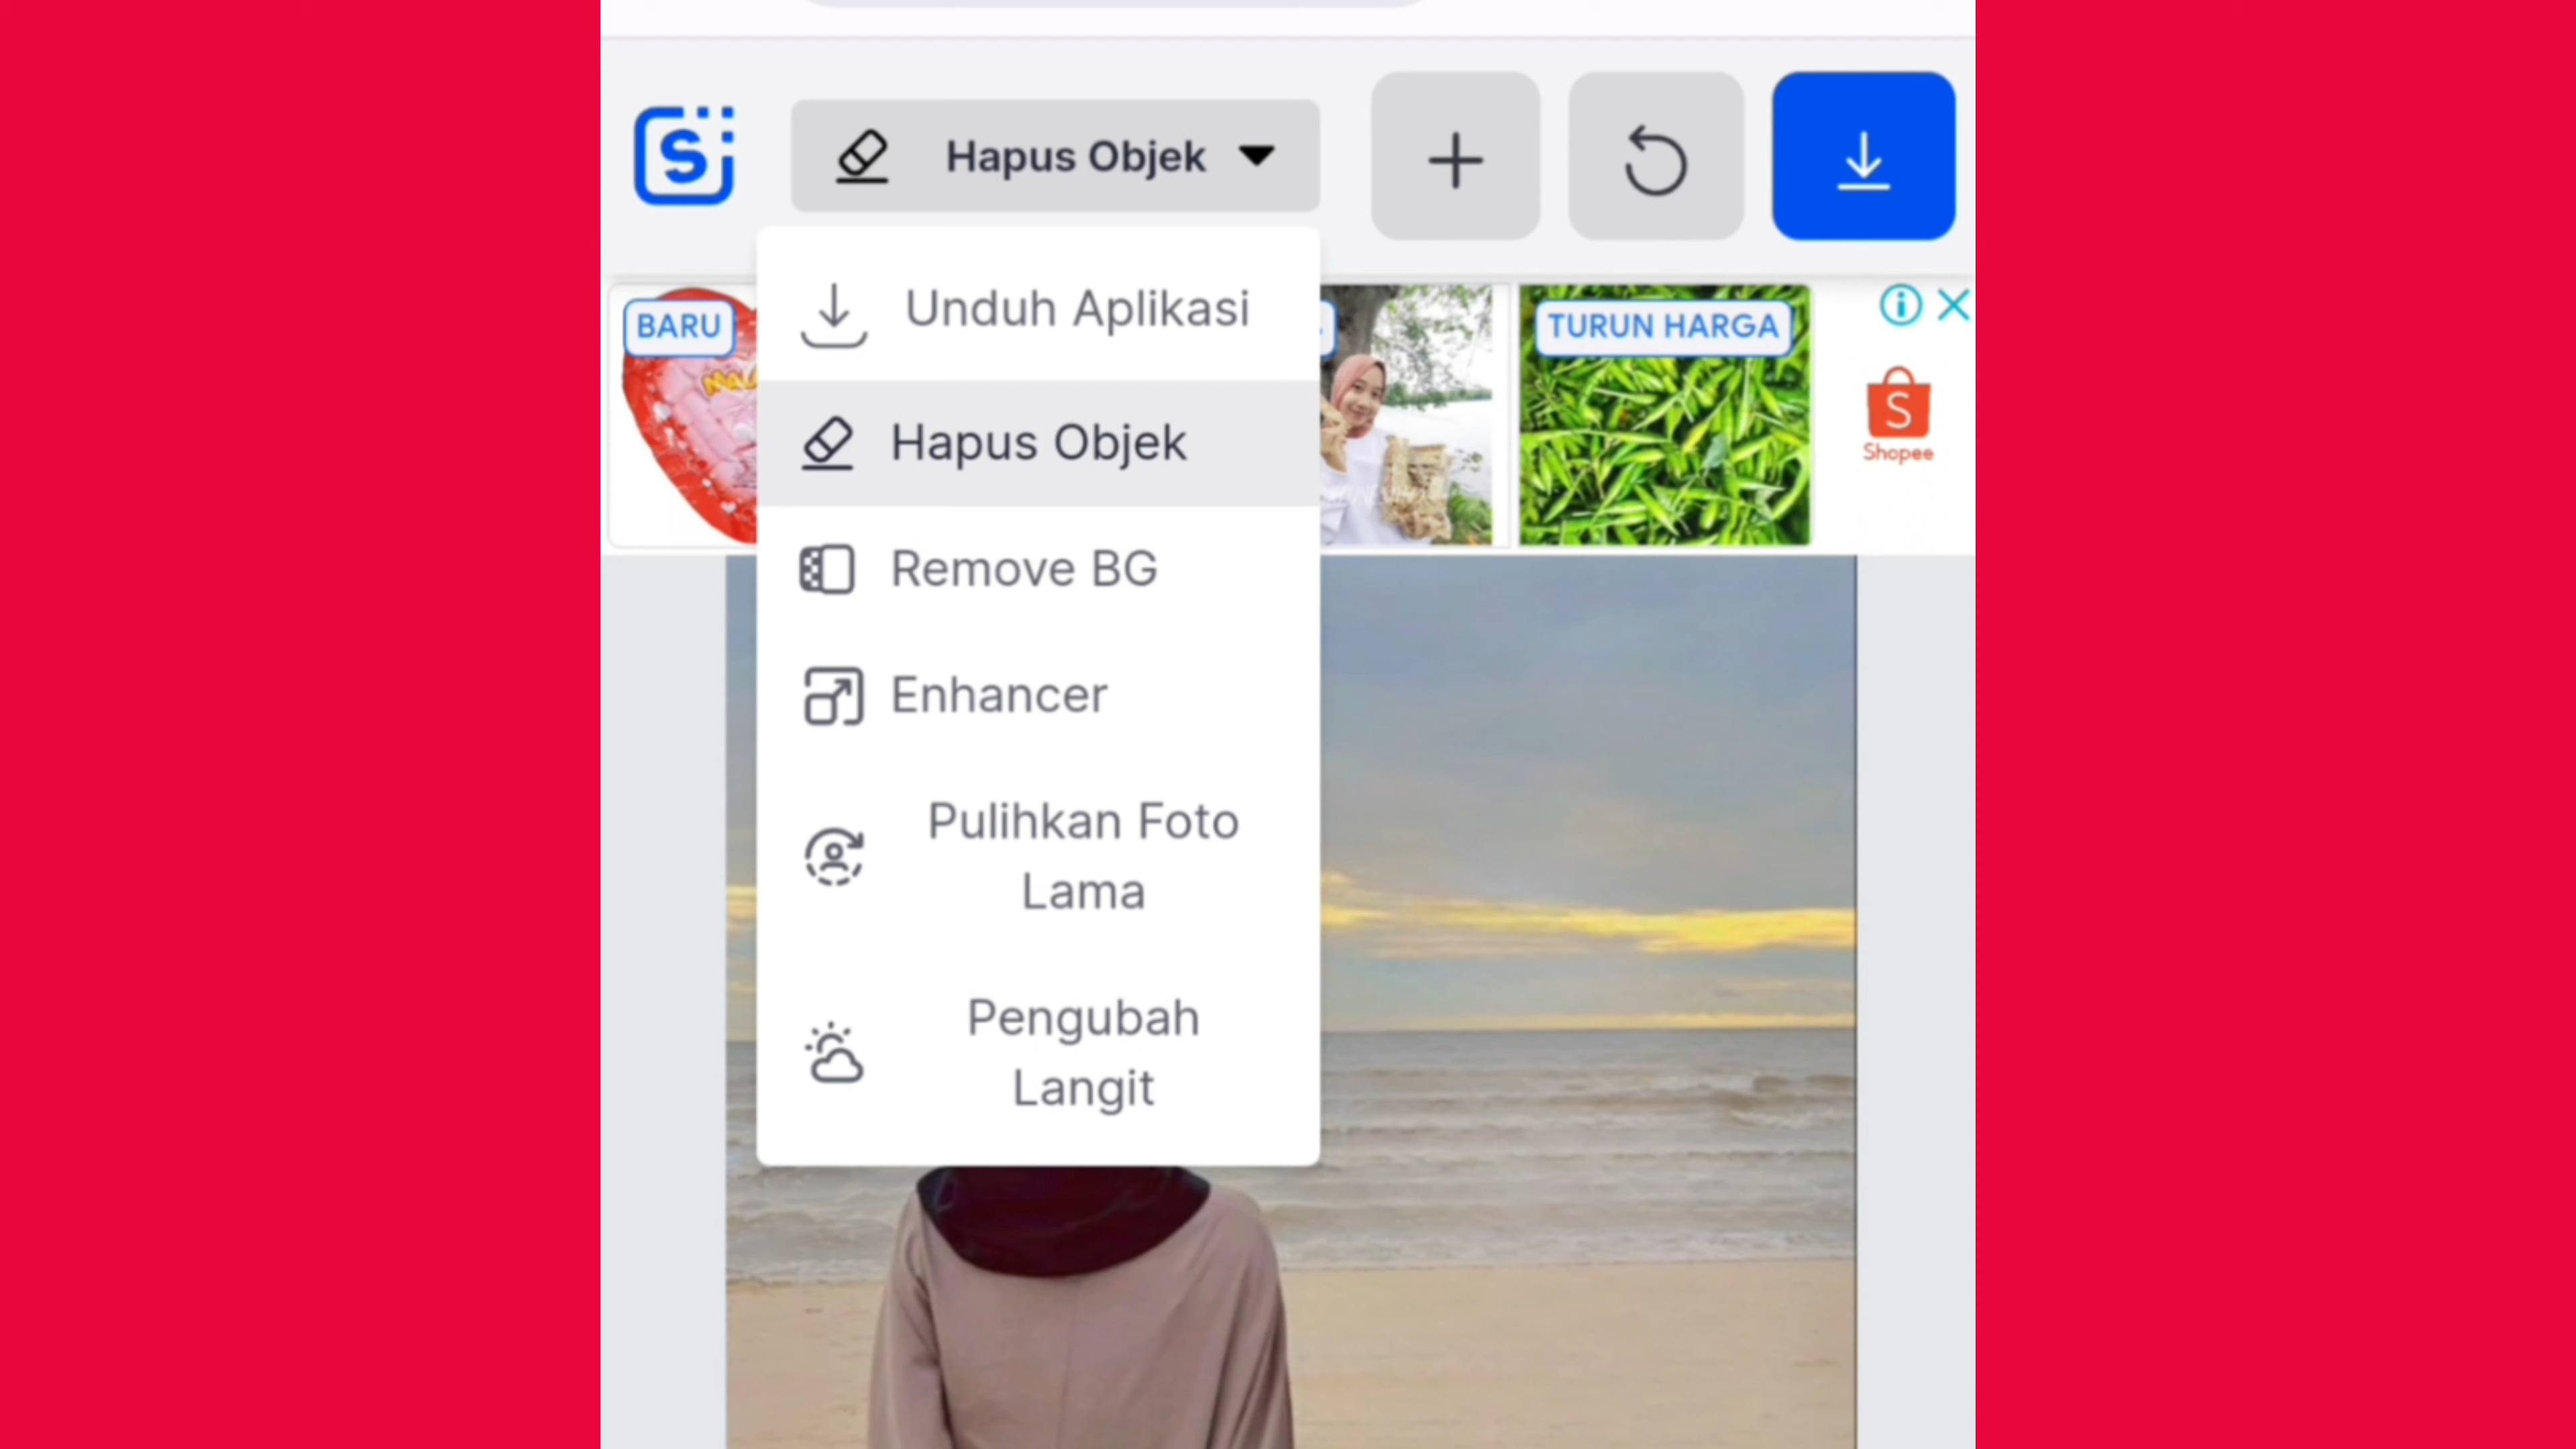 S
Hapus Objek
Unduh Aplikasi
Hapus Objek
Remove BG
Enhancer
Pulihkan Foto
Lama
Pengubah
Langit
BARU
TURUN HARGA
S
Shopee